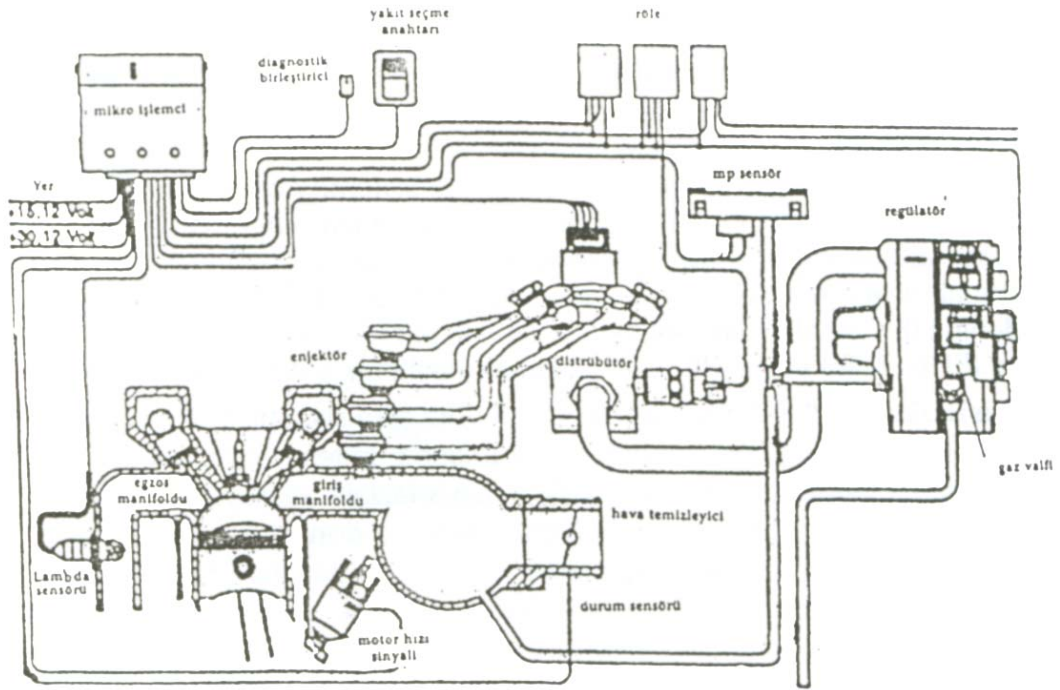 yakıt seçme
anahtarı
röle
diagnostik
birleştirici
mikro işlemci
Yer
+15,12 Volt
+30,12 Volt
mp sensör
regülatör
enjektör
distrübütör
gaz valfi
egzos
manifoldu
giriş
manifoldu
hava temizleyici
Lambda
sensörü
durum sensörü
motor hızı
sinyali